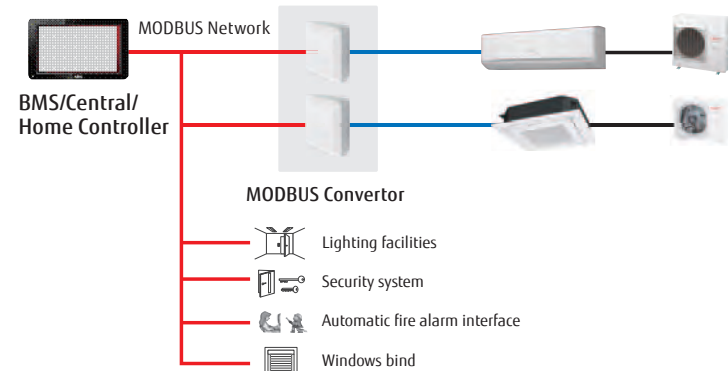 MODBUS Network
BMS/Central/
Home Controller
MODBUS Convertor
Lighting facilities
Security system
Automatic fire alarm interface
Windows bind